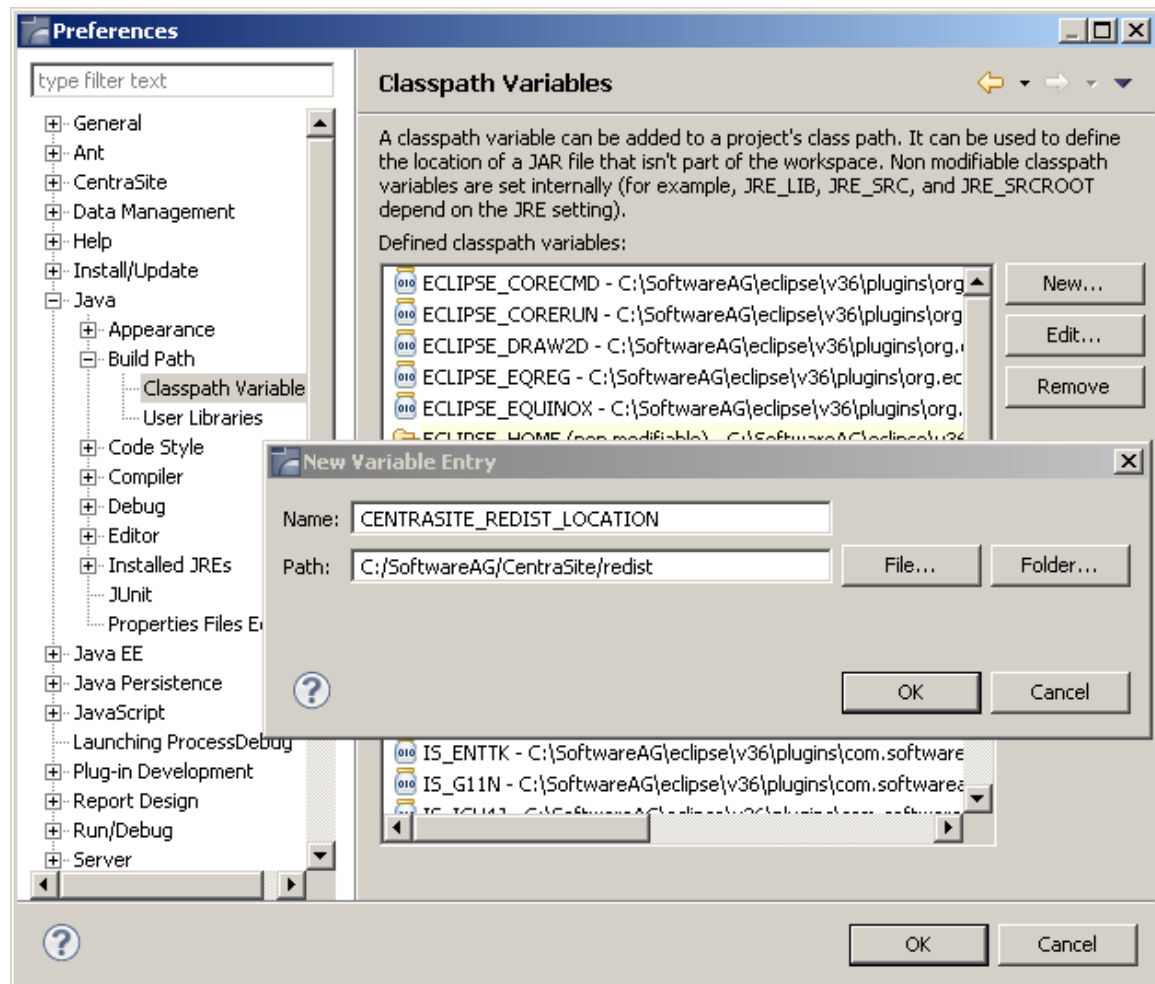 Preferences
type filter text
General
Ant
CentraSite
Data Management
Help
Install/Update
Java
Appearance
Build Path
Classpath Variable
User Libraries
Code Style
Compiler
Debug
Editor
Installed JREs
JUnit
Properties Files
Java EE
Java Persistence
JavaScript
Launching ProcessDebug
Plug-in Development
Report Design
Run/Debug
Server
Classpath Variables
A classpath variable can be added to a project's class path. It can be used to define
the location of a JAR file that isn't part of the workspace. Non modifiable classpath
variables are set internally (for example, JRE_LIB, JRE_SRC, and JRE_SRCROOT
depend on the JRE setting).
Defined classpath variables:
ECLIPSE_CORECMD - C:\SoftwareAG\eclipse\v36\plugins\org
ECLIPSE_CORERUN - C:\SoftwareAG\eclipse\v36\plugins\org
ECLIPSE_DRAW2D - C:\SoftwareAG\eclipse\v36\plugins\org.
ECLIPSE_EQREG - C:\SoftwareAG\eclipse\v36\plugins\org.ec
ECLIPSE_EQUINOX - C:\SoftwareAG\eclipse\v36\plugins\org.
ECLIPSE_HOME (non modifiable) - C:\SoftwareAG\eclipse\v36
New...
Edit...
Remove
New Variable Entry
Name: CENTRASITE_REDIST_LOCATION
Path: C:/SoftwareAG/CentraSite/redist File... Folder...
OK Cancel
IS_ENTTK - C:\SoftwareAG\eclipse\v36\plugins\com.software
IS_G11N - C:\SoftwareAG\eclipse\v36\plugins\com.softwarea
OK Cancel